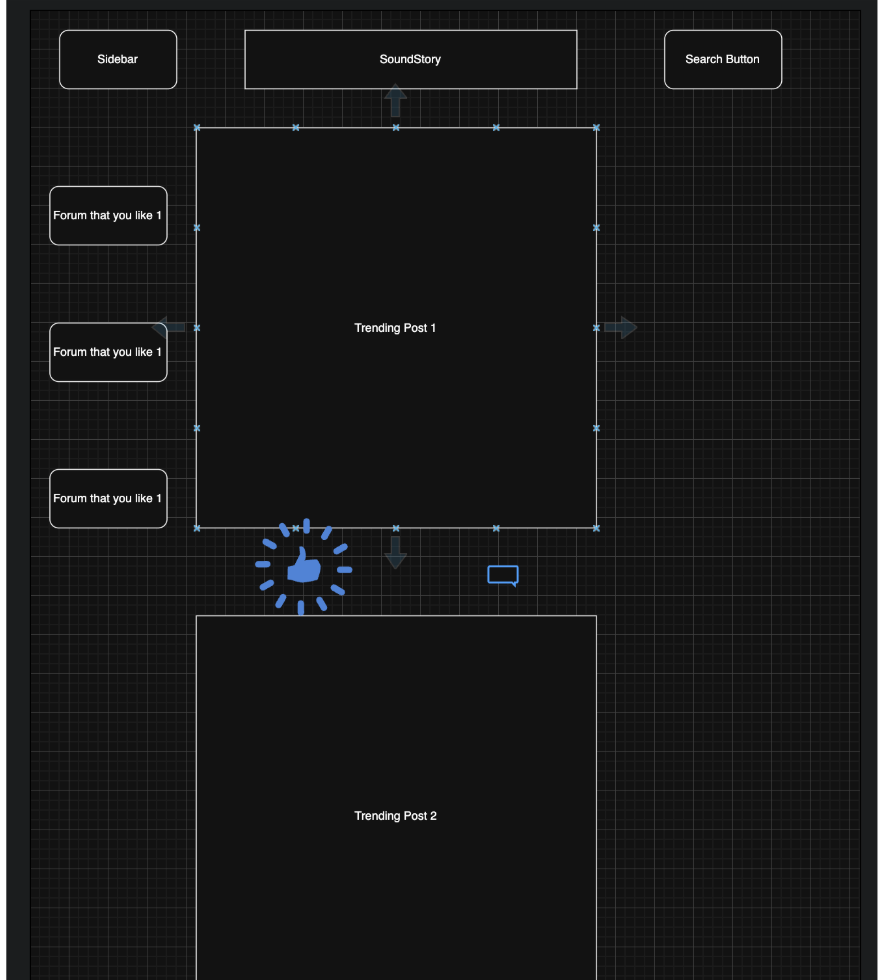 Sidebar
SoundStory
Search Button
Forum that you like 1
Trending Post 1
Forum that you like 1
Forum that you like 1
Trending Post 2